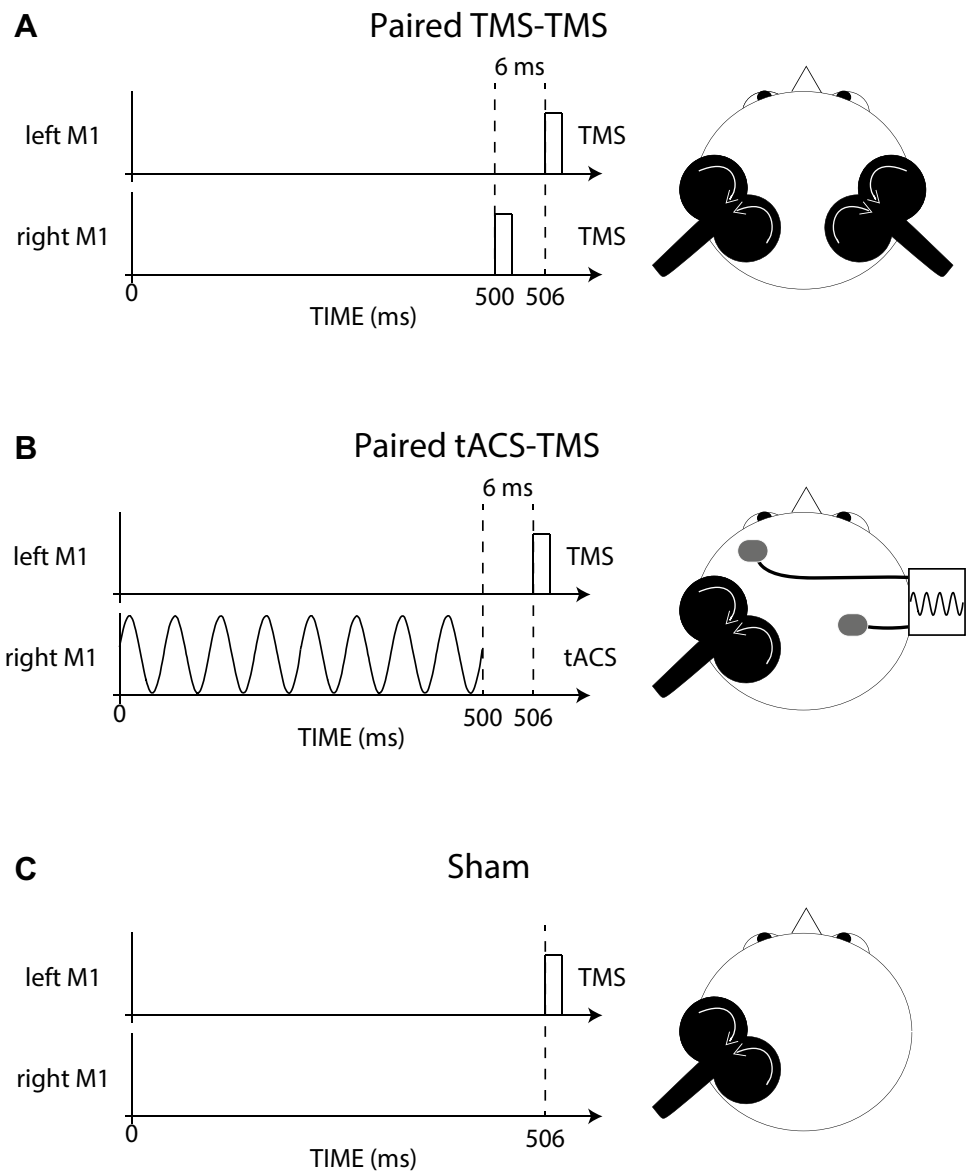 A
Paired TMS-TMS
6 ms
left M1
TMS
right M1
TMS
0
500 506
TIME (ms)
B
Paired tACS-TMS
6 ms
left M1
TMS
right M1
tACS
0
500 506
TIME (ms)
C
Sham
left M1
TMS
right M1
0
506
TIME (ms)